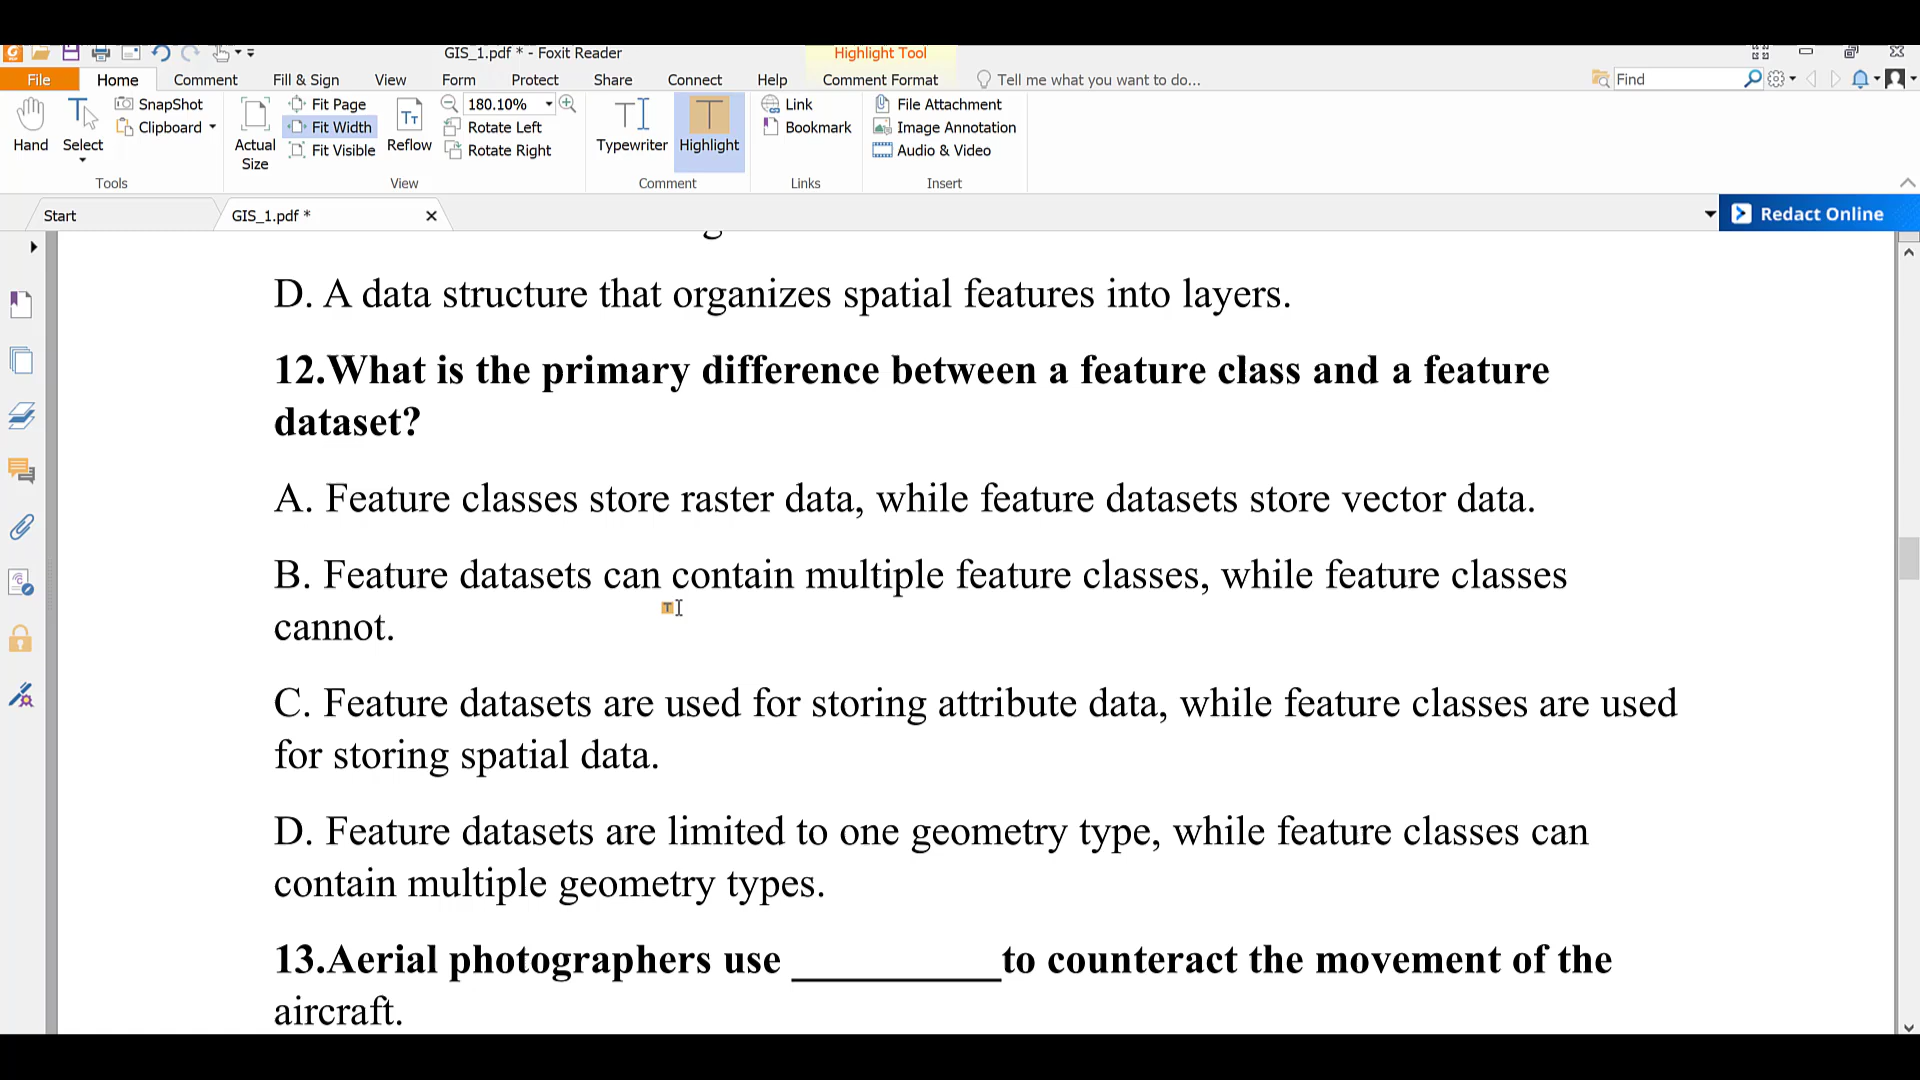 GIS_1.pdf * - Foxit Reader
Highlight Tool
File
Home
Comment
Fill & Sign
View
Form
Protect
Share
Connect
Help
Comment Format
Tell me what you want to do...
Find
Hand
Select
SnapShot
Clipboard
Actual
Size
Fit Page
Fit Width
Fit Visible
Reflow
180.10%
Rotate Left
Rotate Right
Typewriter
Highlight
Link
Bookmark
File Attachment
Image Annotation
Audio & Video
Tools
View
Comment
Links
Insert
Start
GIS_1.pdf *
Redact Online
D. A data structure that organizes spatial features into layers.
12.What is the primary difference between a feature class and a feature
dataset?
A. Feature classes store raster data, while feature datasets store vector data.
B. Feature datasets can contain multiple feature classes, while feature classes
cannot.
C. Feature datasets are used for storing attribute data, while feature classes are used
for storing spatial data.
D. Feature datasets are limited to one geometry type, while feature classes can
contain multiple geometry types.
13.Aerial photographers use __________to counteract the movement of the
aircraft.